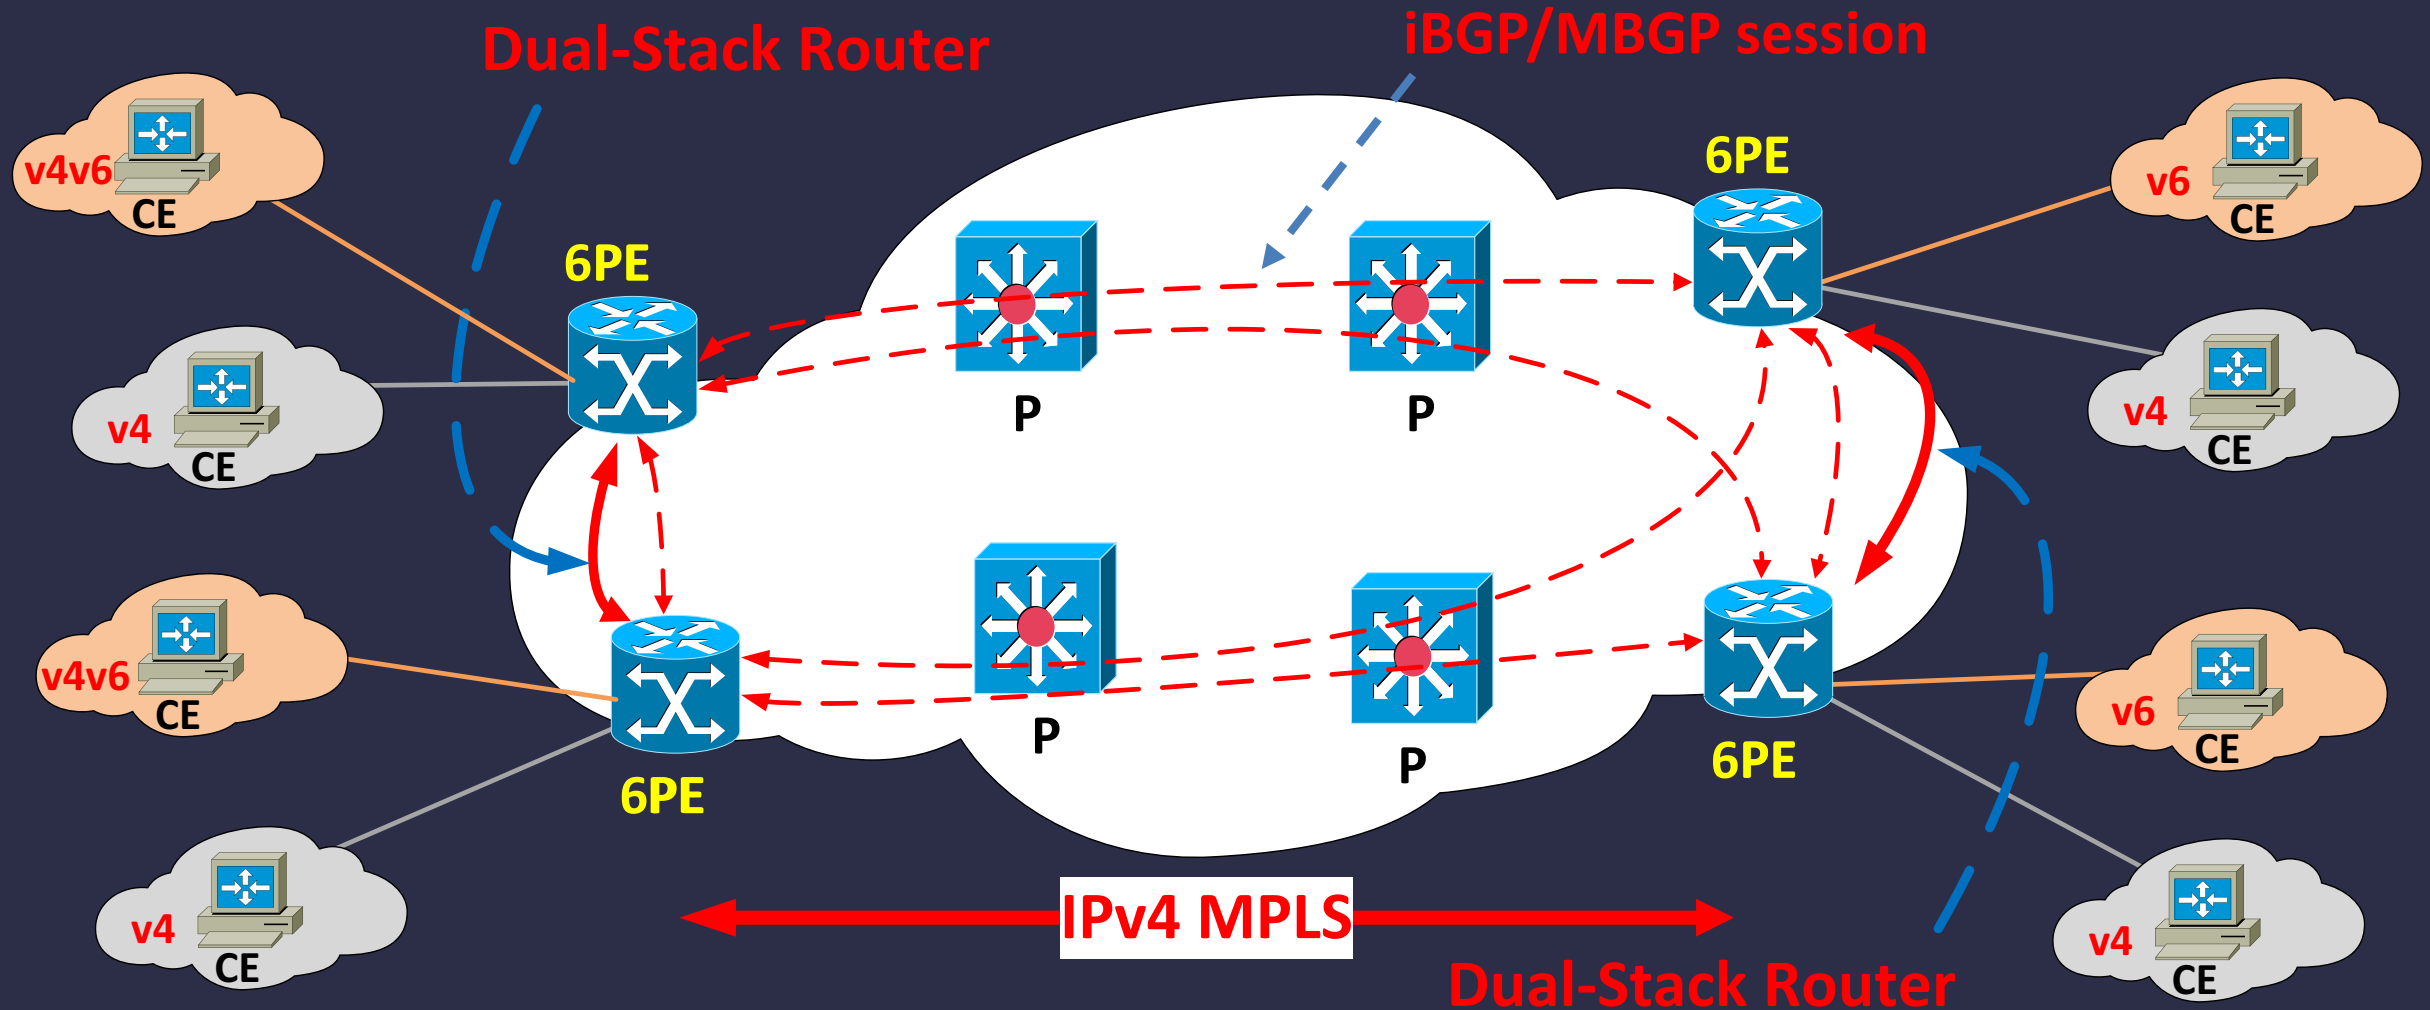 Dual-Stack Router
iBGP/MBGP session
v4v6
CE
6PE
6PE
v6
CE
v4
CE
P
P
v4
CE
v4v6
CE
6PE
P
P
6PE
v6
CE
v4
CE
IPv4 MPLS
v4
CE
Dual-Stack Router